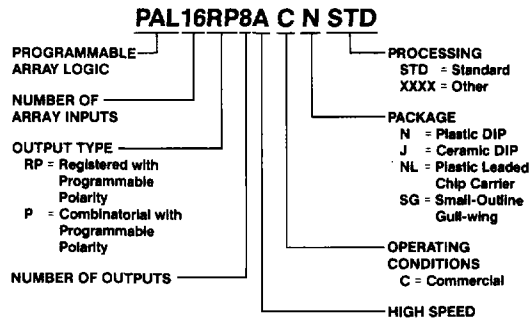 PAL16RP8A C N STD
PROGRAMMABLE
ARRAY LOGIC
NUMBER OF
ARRAY INPUTS
OUTPUT TYPE
RP = Registered with
Programmable
Polarity
P = Combinatorial with
Programmable
Polarity
NUMBER OF OUTPUTS
PROCESSING
STD = Standard
XXXX = Other
PACKAGE
N = Plastic DIP
J = Ceramic DIP
NL = Plastic Leaded
Chip Carrier
SG = Small-Outline
Gull-wing
OPERATING
CONDITIONS
C = Commercial
HIGH SPEED